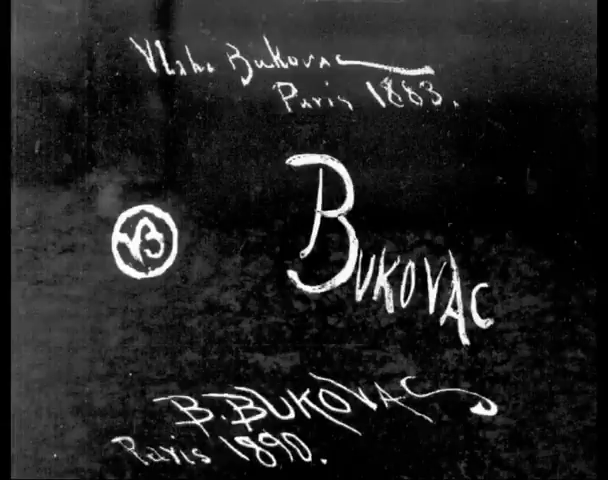 Vlaho Bukovac
Paris 1883.
BUKOVAC
VB
B. BUKOVAC
Paris 1890.